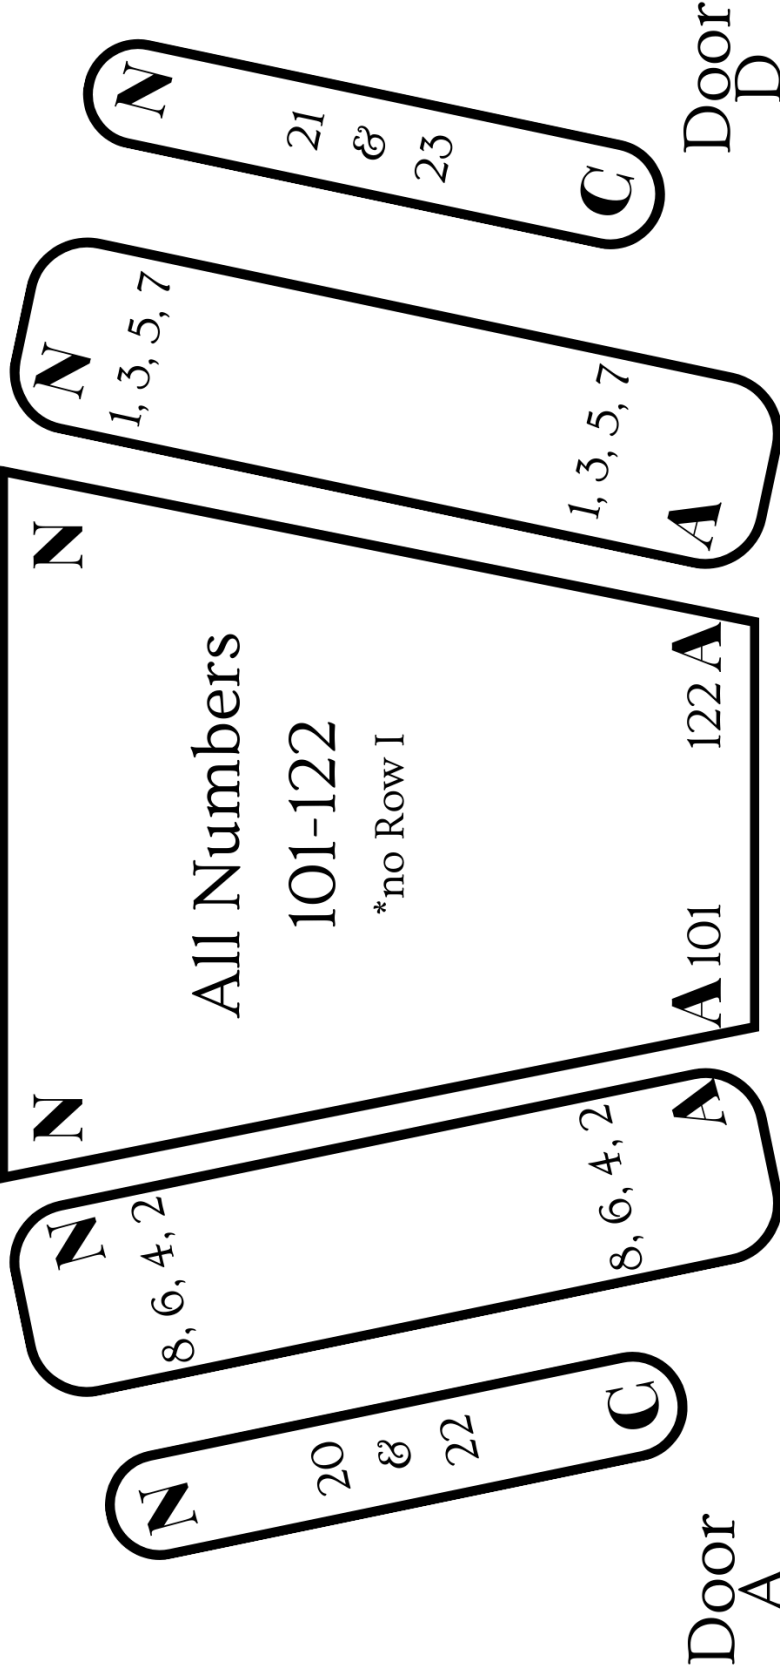 N
20
&
22
C
N
8, 6, 4, 2
8, 6, 4, 2
A
N N
All Numbers
101-122
*no Row I
A 101 122 A
N
1, 3, 5, 7
1, 3, 5, 7
A
N
21
&
23
C
Door
A
Door
D